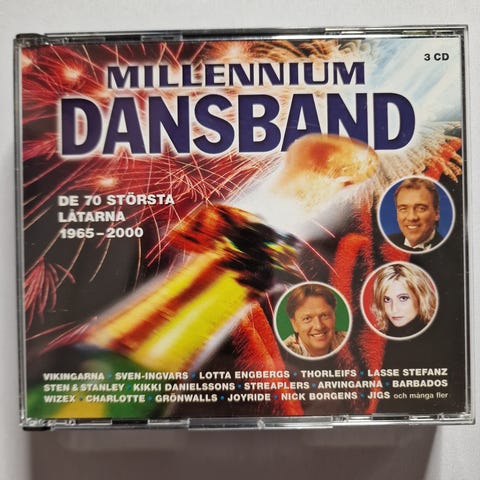 MILLENNIUM
3 CD
DANSBAND
DE 70 STÖRSTA
LÅTARNA
1965-2000
VIKINGARNA • SVEN-INGVARS • LOTTA ENGBERGS • THORLEIFS • LASSE STEFANZ
STEN & STANLEY • KIKKI DANIELSSONS • STREAPLERS • ARVINGARNA • BARBADOS
WIZEX • CHARLOTTE • GRÖNWALLS • JOYRIDE • NICK BORGENS • JIGS och många fler